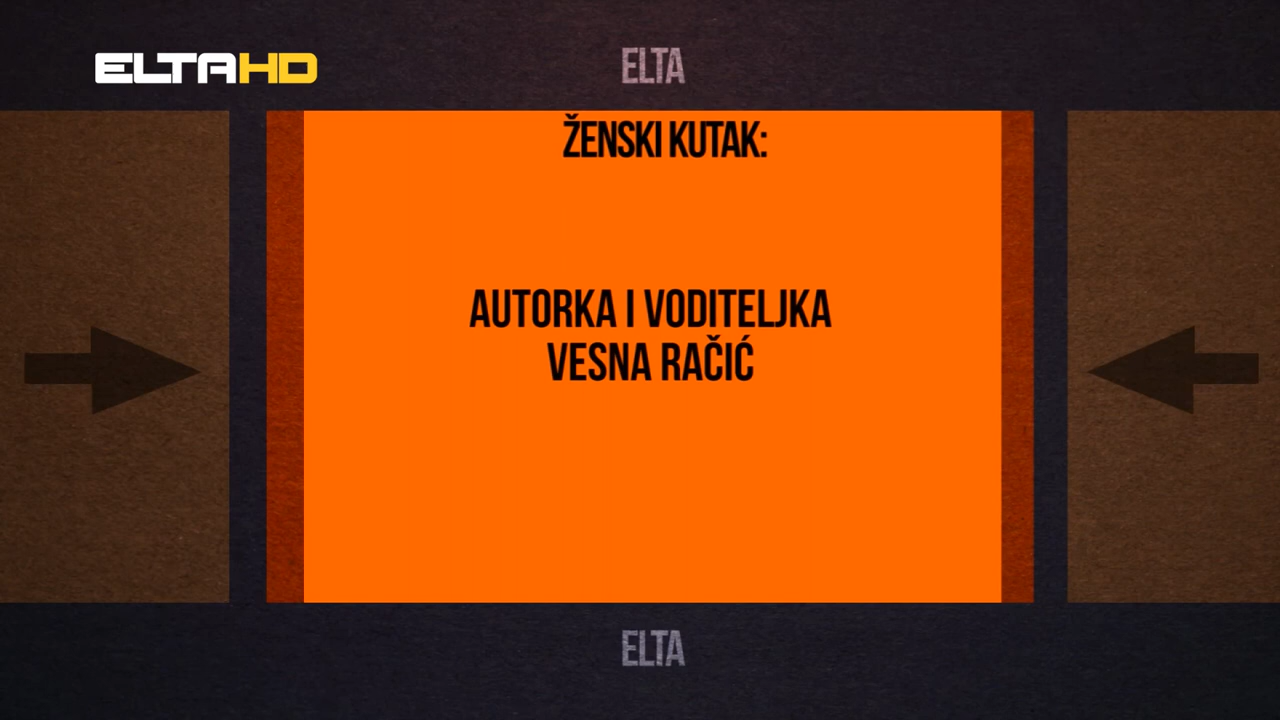 ELTAHD
ELTA
ŽENSKI KUTAK:
AUTORKA I VODITELJKA
VESNA RAČIĆ
ELTA